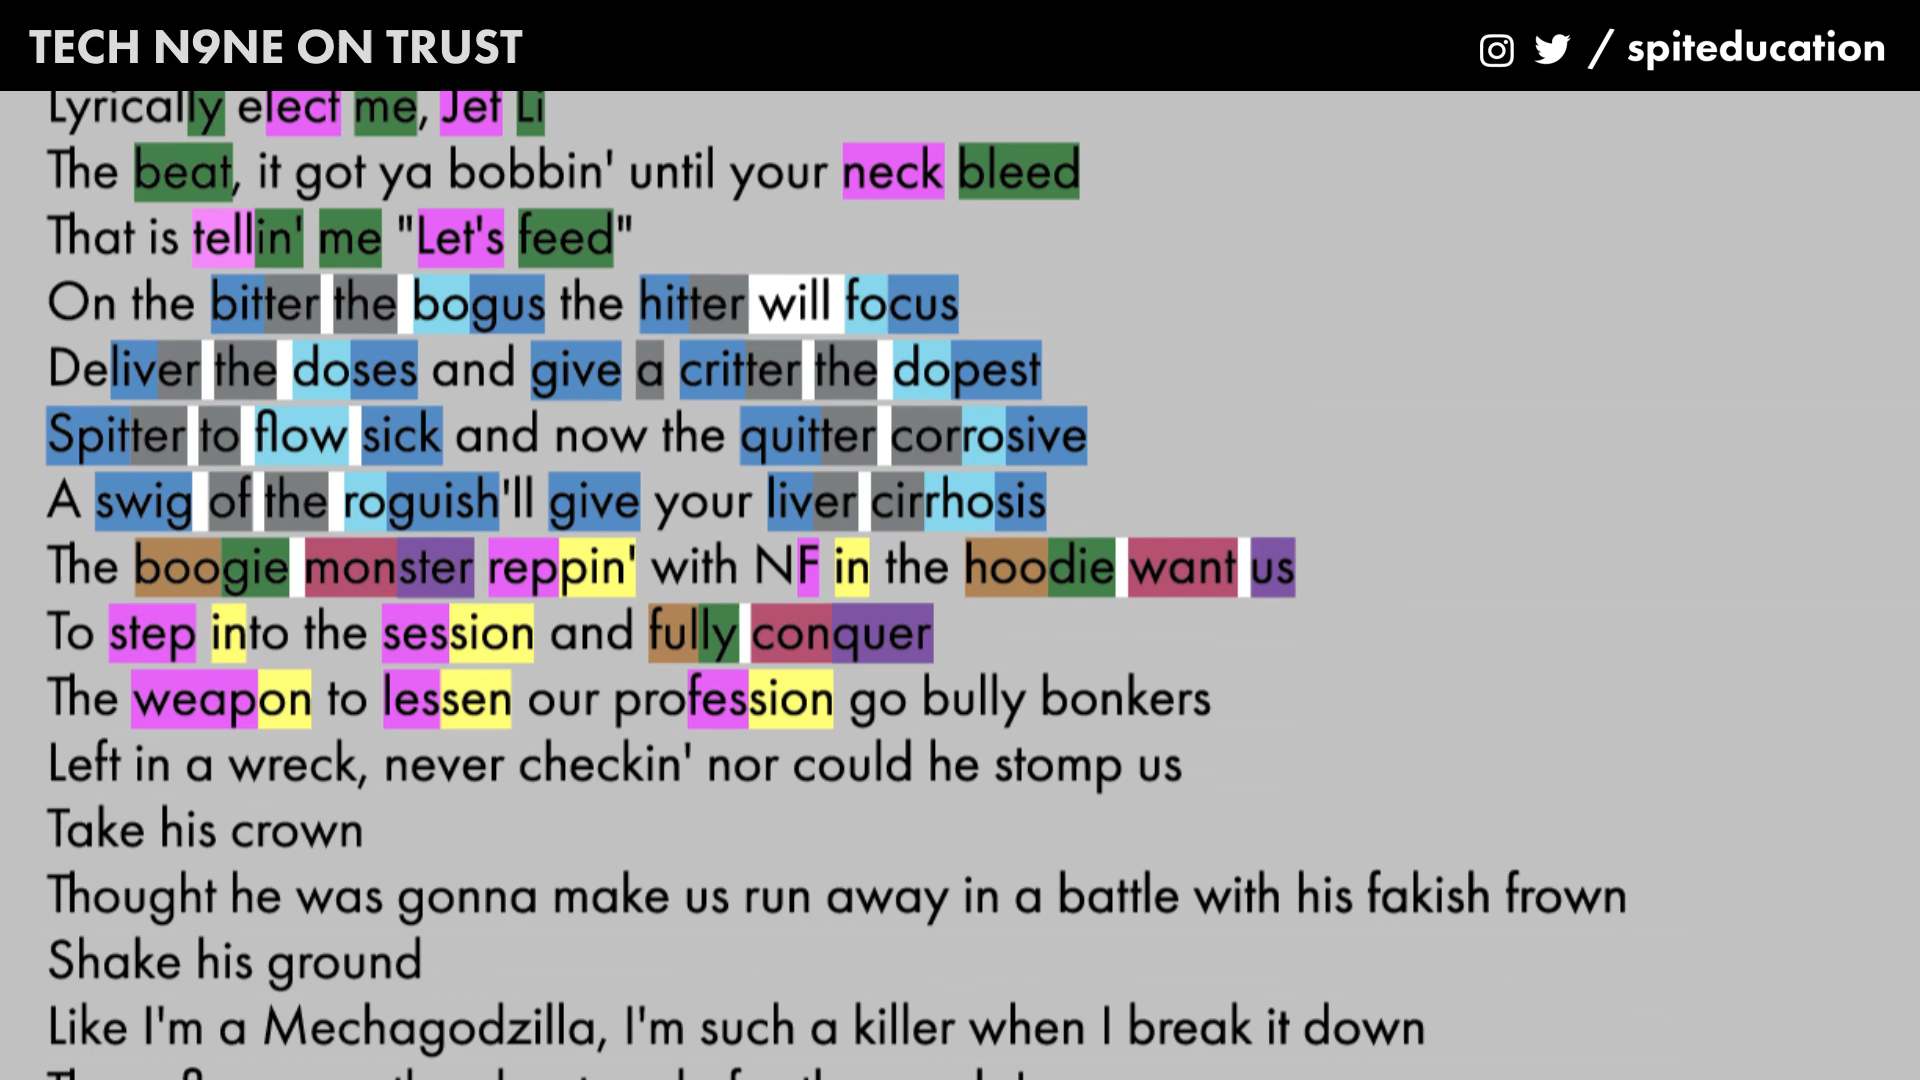 TECH N9NE ON TRUST
/ spiteducation
Lyrically elect me, Jet Li
The beat, it got ya bobbin' until your neck bleed
That is tellin' me "Let's feed"
On the bitter the bogus the hitter will focus
Deliver the doses and give a critter the dopest
Spitter to flow sick and now the quitter corrosive
A swig of the roguish'll give your liver cirrhosis
The boogie monster reppin' with NF in the hoodie want us
To step into the session and fully conquer
The weapon to lessen our profession go bully bonkers
Left in a wreck, never checkin' nor could he stomp us
Take his crown
Thought he was gonna make us run away in a battle with his fakish frown
Shake his ground
Like I'm a Mechagodzilla, I'm such a killer when I break it down